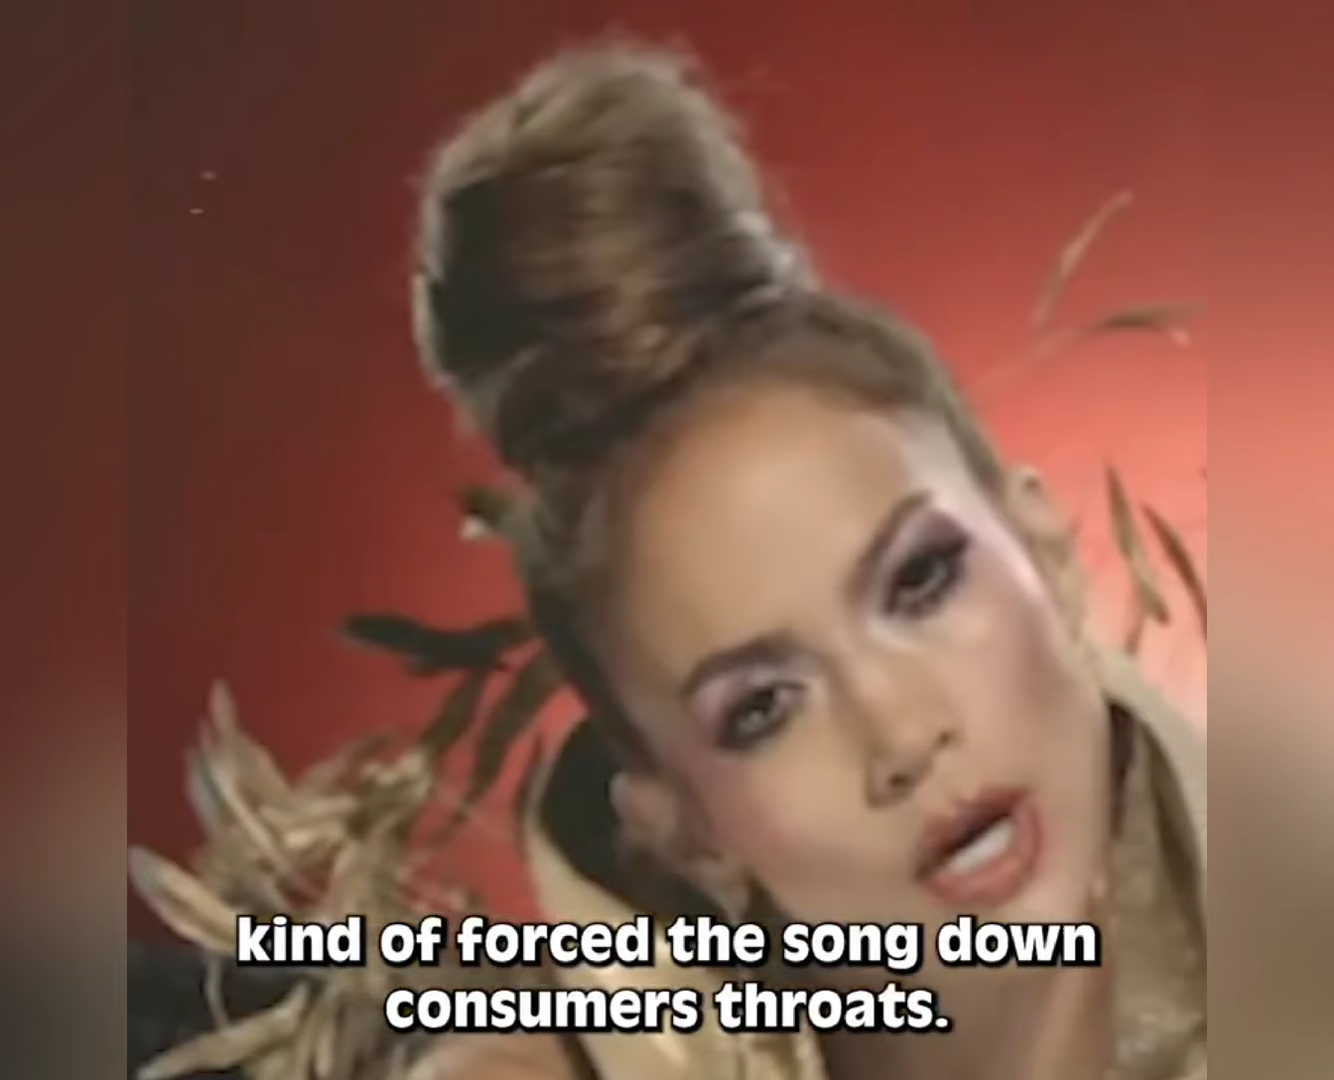 kind of forced the song down
consumers throats.